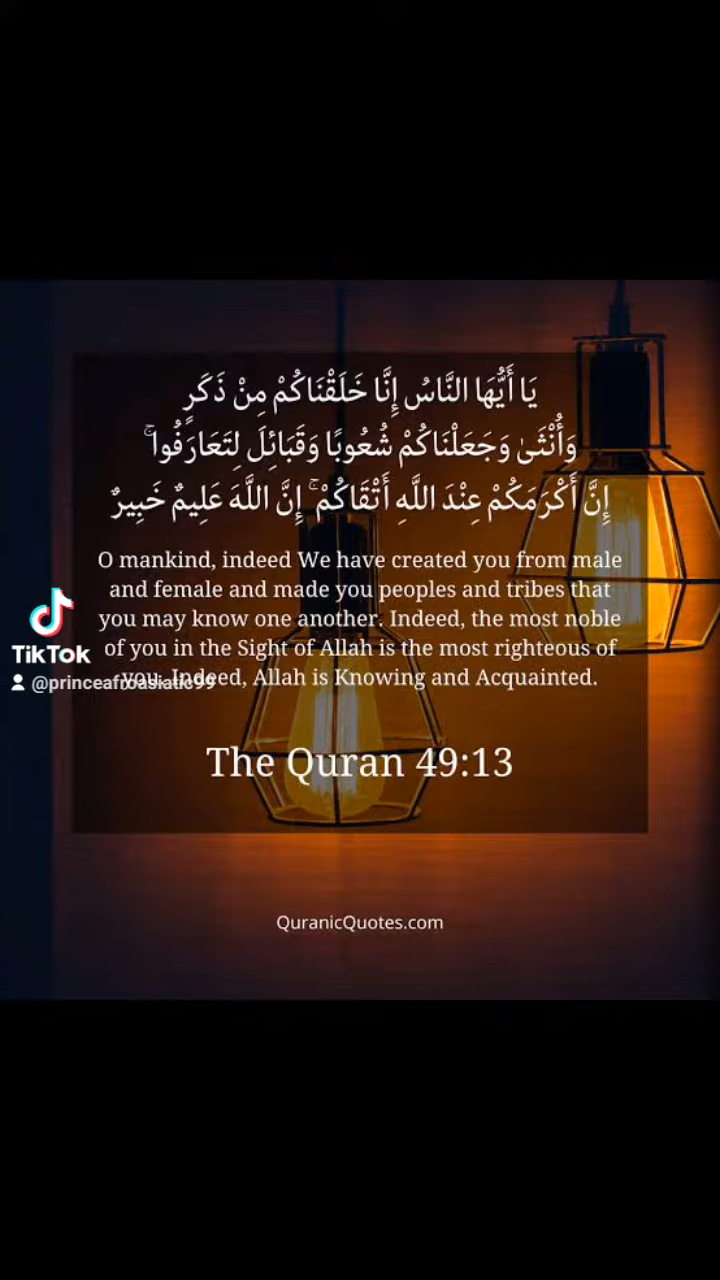 يَا أَيُّهَا النَّاسُ إِنَّا خَلَقْنَاكُمْ مِنْ ذَكَرٍ
وَأُنْثَىٰ وَجَعَلْنَاكُمْ شُعُوبًا وَقَبَائِلَ لِتَعَارَفُوا ۚ
إِنَّ أَكْرَمَكُمْ عِنْدَ اللَّهِ أَتْقَاكُمْ ۚ إِنَّ اللَّهَ عَلِيمٌ خَبِيرٌ
O mankind, indeed We have created you from male
and female and made you peoples and tribes that
you may know one another. Indeed, the most noble
of you in the Sight of Allah is the most righteous of
you. Indeed, Allah is Knowing and Acquainted.
TikTok
@princeafroasiatic99
The Quran 49:13
QuranicQuotes.com